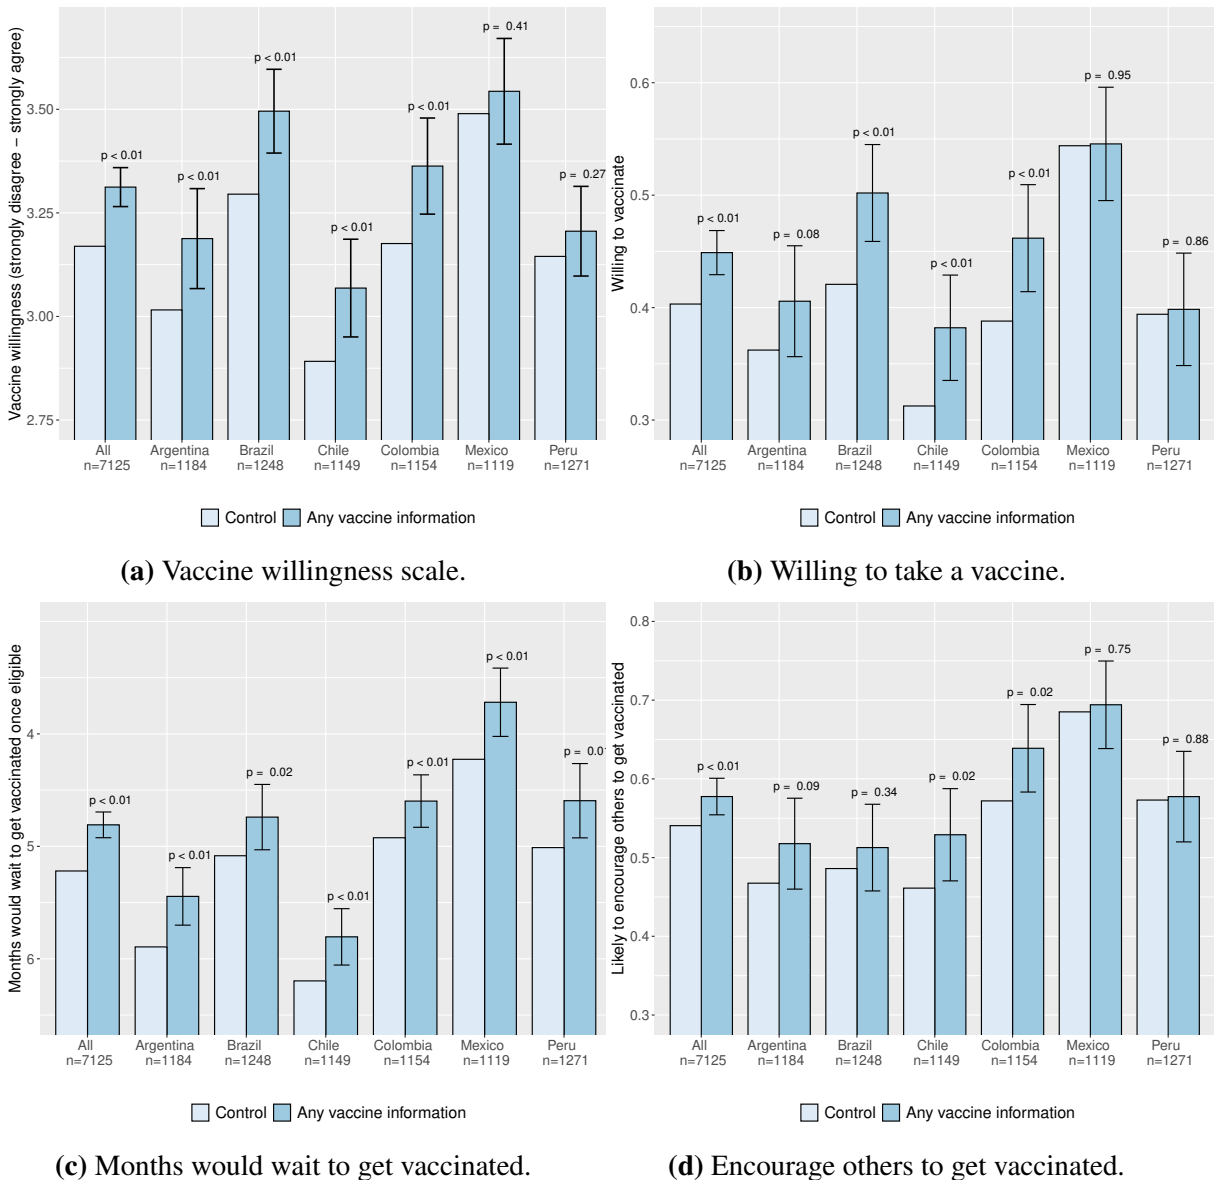 Vaccine willingness (strongly disagree − strongly agree)
3.50
3.25
3.00
2.75
p < 0.01
p < 0.01
p < 0.01
p < 0.01
p < 0.01
p = 0.41
p = 0.27
All
n=7125
Argentina
n=1184
Brazil
n=1248
Chile
n=1149
Colombia
n=1154
Mexico
n=1119
Peru
n=1271
Control Any vaccine information
(a) Vaccine willingness scale.
Willing to vaccinate
0.6
0.5
0.4
0.3
p < 0.01
p = 0.08
p < 0.01
p < 0.01
p < 0.01
p = 0.95
p = 0.86
All
n=7125
Argentina
n=1184
Brazil
n=1248
Chile
n=1149
Colombia
n=1154
Mexico
n=1119
Peru
n=1271
Control Any vaccine information
(b) Willing to take a vaccine.
Months would wait to get vaccinated once eligible
4
5
6
p < 0.01
p < 0.01
p = 0.02
p < 0.01
p < 0.01
p < 0.01
p = 0.01
All
n=7125
Argentina
n=1184
Brazil
n=1248
Chile
n=1149
Colombia
n=1154
Mexico
n=1119
Peru
n=1271
Control Any vaccine information
(c) Months would wait to get vaccinated.
Likely to encourage others to get vaccinated
0.8
0.7
0.6
0.5
0.4
0.3
p < 0.01
p = 0.09
p = 0.34
p = 0.02
p = 0.02
p = 0.75
p = 0.88
All
n=7125
Argentina
n=1184
Brazil
n=1248
Chile
n=1149
Colombia
n=1154
Mexico
n=1119
Peru
n=1271
Control Any vaccine information
(d) Encourage others to get vaccinated.